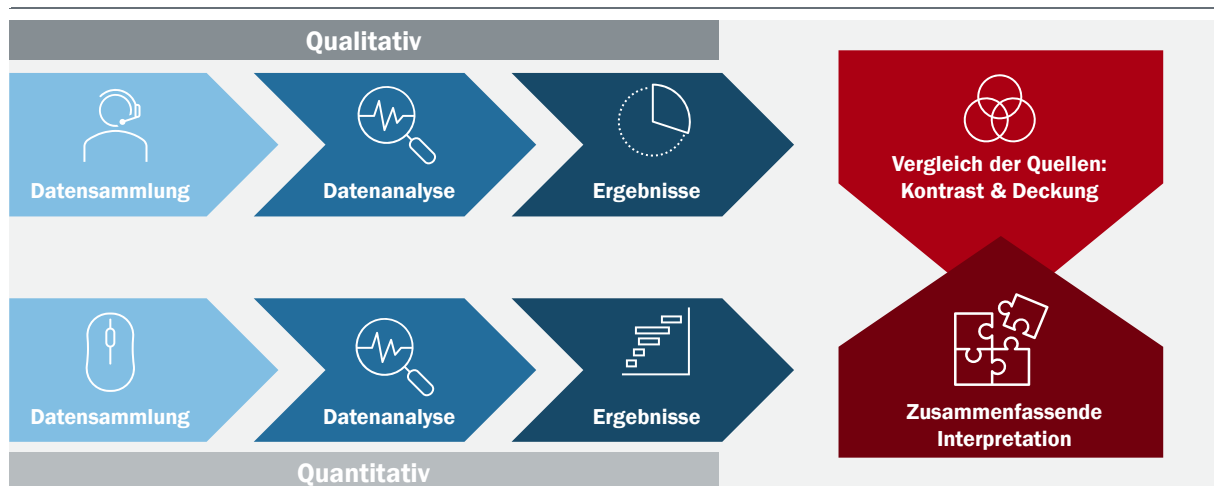 Qualitativ
Datensammlung
Datenanalyse
Ergebnisse
Vergleich der Quellen:
Kontrast & Deckung
Datensammlung
Datenanalyse
Ergebnisse
Zusammenfassende
Interpretation
Quantitativ